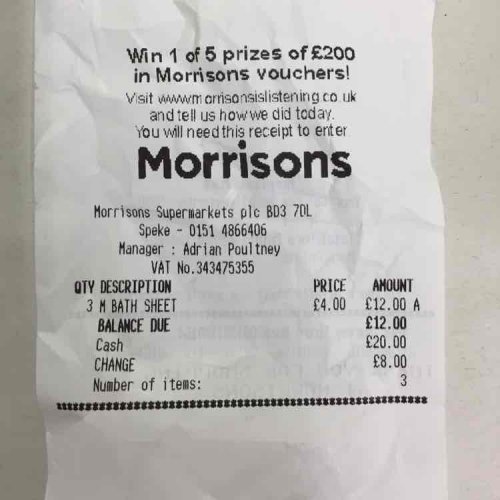 Win 1 of 5 prizes of £200
in Morrisons vouchers!
Visit www.morrisonsislistening.co.uk
and tell us how we did today.
You will need this receipt to enter
Morrisons
Morrisons Supermarkets plc BD3 7DL
Speke - 0151 4866406
Manager : Adrian Poultney
VAT No.343475355
QTY DESCRIPTION PRICE AMOUNT
3 M BATH SHEET £4.00 £12.00 A
BALANCE DUE £12.00
Cash £20.00
CHANGE £8.00
Number of items: 3